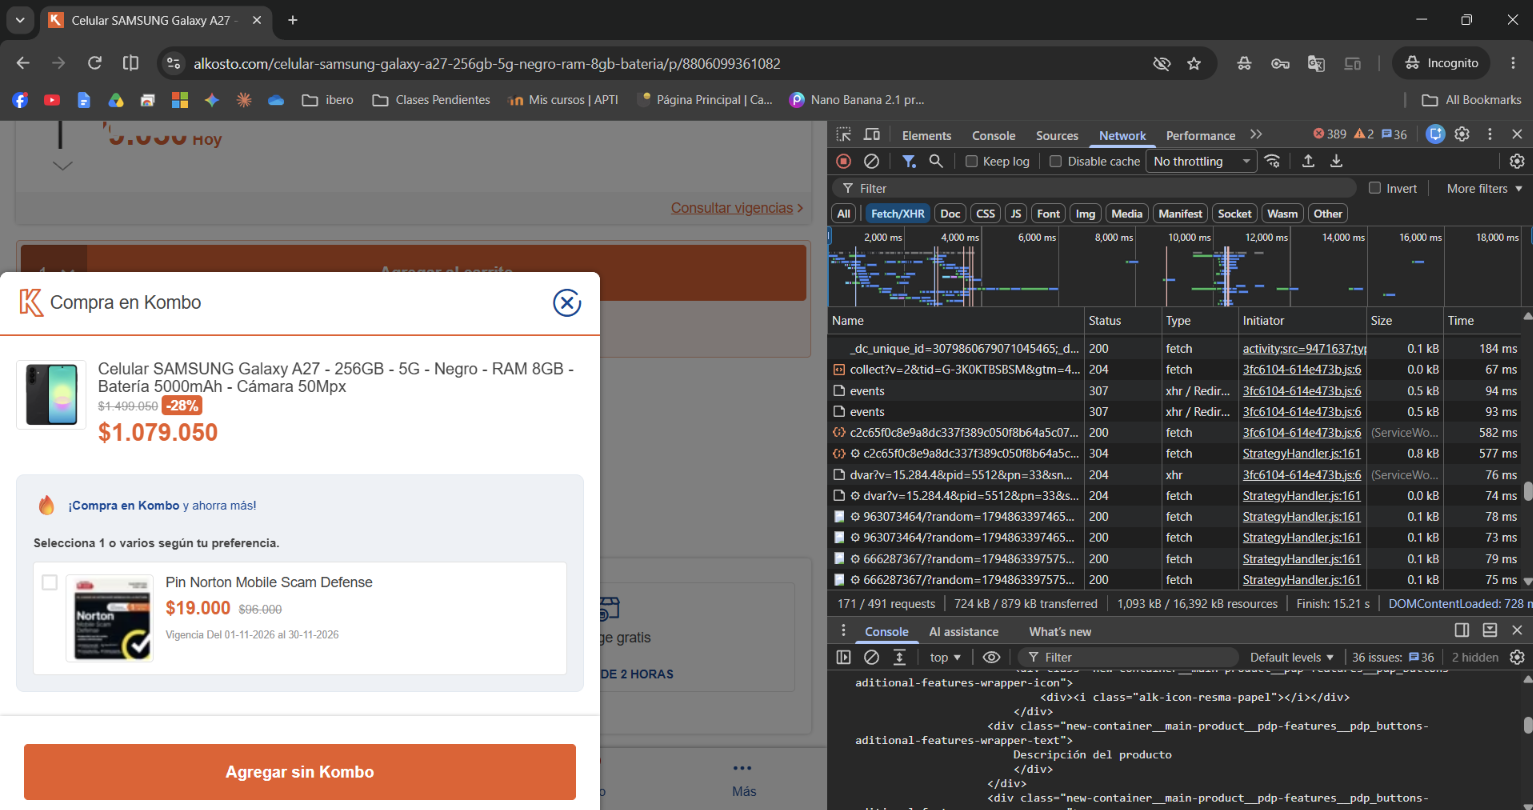 Celular SAMSUNG Galaxy A27 -
alkosto.com/celular-samsung-galaxy-a27-256gb-5g-negro-ram-8gb-bateria/p/8806099361082
Incognito
ibero
Clases Pendientes
Mis cursos | APTI
Página Principal | Ca...
Nano Banana 2.1 pr...
All Bookmarks
Hoy
Consultar vigencias >
Compra en Kombo
Celular SAMSUNG Galaxy A27 - 256GB - 5G - Negro - RAM 8GB -
Batería 5000mAh - Cámara 50Mpx
$1.499.050 -28%
$1.079.050
¡Compra en Kombo y ahorra más!
Selecciona 1 o varios según tu preferencia.
Pin Norton Mobile Scam Defense
$19.000 $96.000
Vigencia Del 01-11-2026 al 30-11-2026
Norton
Mobile Scam
Defense
Agregar sin Kombo
ge gratis
DE 2 HORAS
Más
Elements Console Sources Network Performance 389 2 36
Keep log Disable cache No throttling
Filter Invert More filters
All Fetch/XHR Doc CSS JS Font Img Media Manifest Socket Wasm Other
2,000 ms 4,000 ms 6,000 ms 8,000 ms 10,000 ms 12,000 ms 14,000 ms 16,000 ms 18,000 ms
Name Status Type Initiator Size Time
_dc_unique_id=3079860679071045465;_d... 200 fetch activity;src=9471637;typ 0.1 kB 184 ms
collect?v=2&tid=G-3K0KTBSBSM&gtm=4... 204 fetch 3fc6104-614e473b.js:6 0.0 kB 67 ms
events 307 xhr / Redir... 3fc6104-614e473b.js:6 0.5 kB 94 ms
events 307 xhr / Redir... 3fc6104-614e473b.js:6 0.5 kB 93 ms
c2c65f0c8e9a8dc337f389c050f8b64a5c07... 200 fetch 3fc6104-614e473b.js:6 (ServiceWo... 582 ms
c2c65f0c8e9a8dc337f389c050f8b64a5c... 304 fetch StrategyHandler.js:161 0.8 kB 577 ms
dvar?v=15.284.4&pid=5512&pn=33&sn... 204 xhr 3fc6104-614e473b.js:6 (ServiceWo... 76 ms
dvar?v=15.284.4&pid=5512&pn=33&s... 204 fetch StrategyHandler.js:161 0.0 kB 74 ms
963073464/?random=1794863397465... 200 fetch StrategyHandler.js:161 0.1 kB 78 ms
963073464/?random=1794863397465... 200 fetch StrategyHandler.js:161 0.1 kB 73 ms
666287367/?random=1794863397575... 200 fetch StrategyHandler.js:161 0.1 kB 79 ms
666287367/?random=1794863397575... 200 fetch StrategyHandler.js:161 0.1 kB 75 ms
171 / 491 requests 724 kB / 879 kB transferred 1,093 kB / 16,392 kB resources Finish: 15.21 s DOMContentLoaded: 728 m
Console AI assistance What's new
top Filter Default levels 36 issues: 36 2 hidden
aditional-features-wrapper-icon">
<div><i class="alk-icon-resma-papel"></i></div>
</div>
<div class="new-container__main-product__pdp-features__pdp_buttons-
aditional-features-wrapper-text">
Descripción del producto
</div>
</div>
<div class="new-container__main-product__pdp-features__pdp_buttons-